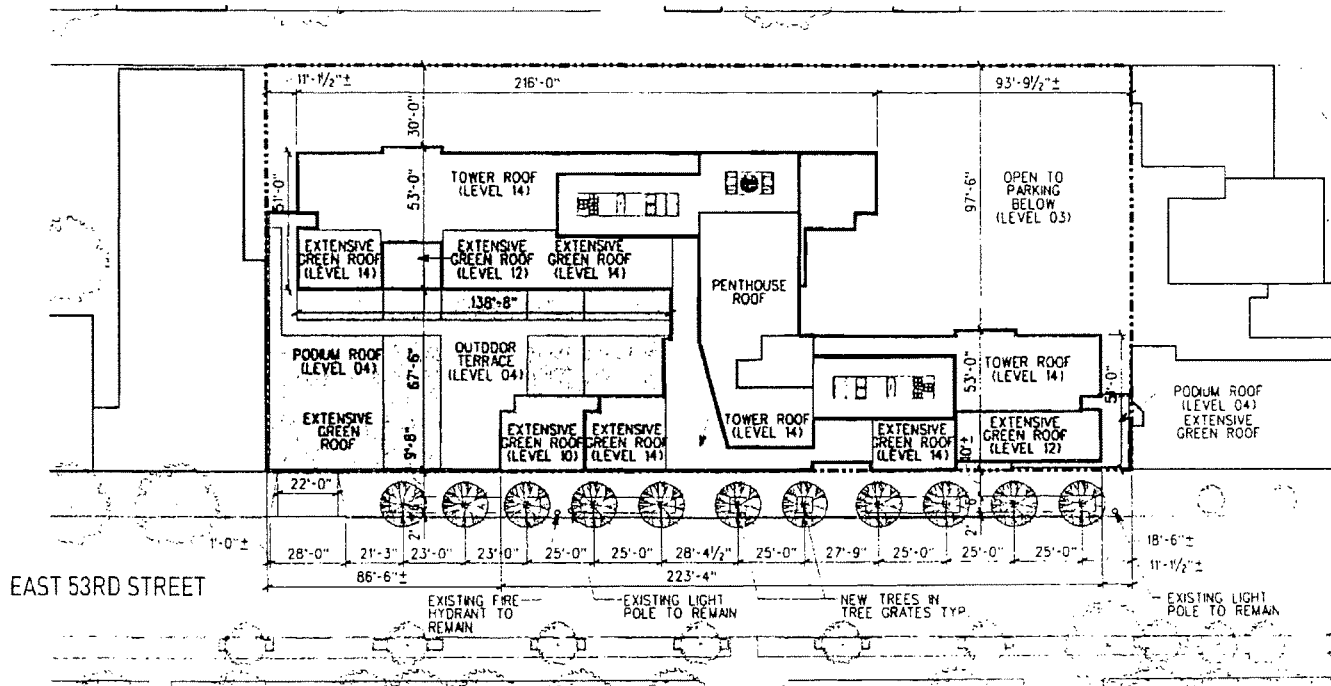 11'-1½"±
216'-0"
93'-9½"±
30'-0"
51'-0"
53'-0"
TOWER ROOF
(LEVEL 14)
97'-6"
OPEN TO
PARKING
BELOW
(LEVEL 03)
EXTENSIVE
GREEN ROOF
(LEVEL 14)
EXTENSIVE
GREEN ROOF
(LEVEL 12)
EXTENSIVE
GREEN ROOF
(LEVEL 14)
PENTHOUSE
ROOF
138'-8"
PODIUM ROOF
(LEVEL 04)
67'-6"
OUTDOOR
TERRACE
(LEVEL 04)
53'-0"
TOWER ROOF
(LEVEL 14)
51'-0"
PODIUM ROOF
(LEVEL 04)
EXTENSIVE
GREEN ROOF
EXTENSIVE
GREEN
ROOF
9'-8"
EXTENSIVE
GREEN ROOF
(LEVEL 10)
EXTENSIVE
GREEN ROOF
(LEVEL 14)
TOWER ROOF
(LEVEL 14)
EXTENSIVE
GREEN ROOF
(LEVEL 14)
EXTENSIVE
GREEN ROOF
(LEVEL 12)
22'-0"
1'-0"±
28'-0"
21'-3"
23'-0"
23'-0"
25'-0"
25'-0"
28'-4½"
25'-0"
27'-9"
25'-0"
25'-0"
25'-0"
18'-6"±
11'-1½"±
86'-6"±
223'-4"
EAST 53RD STREET
EXISTING FIRE
HYDRANT TO
REMAIN
EXISTING LIGHT
POLE TO REMAIN
NEW TREES IN
TREE GRATES TYP.
EXISTING LIGHT
POLE TO REMAIN